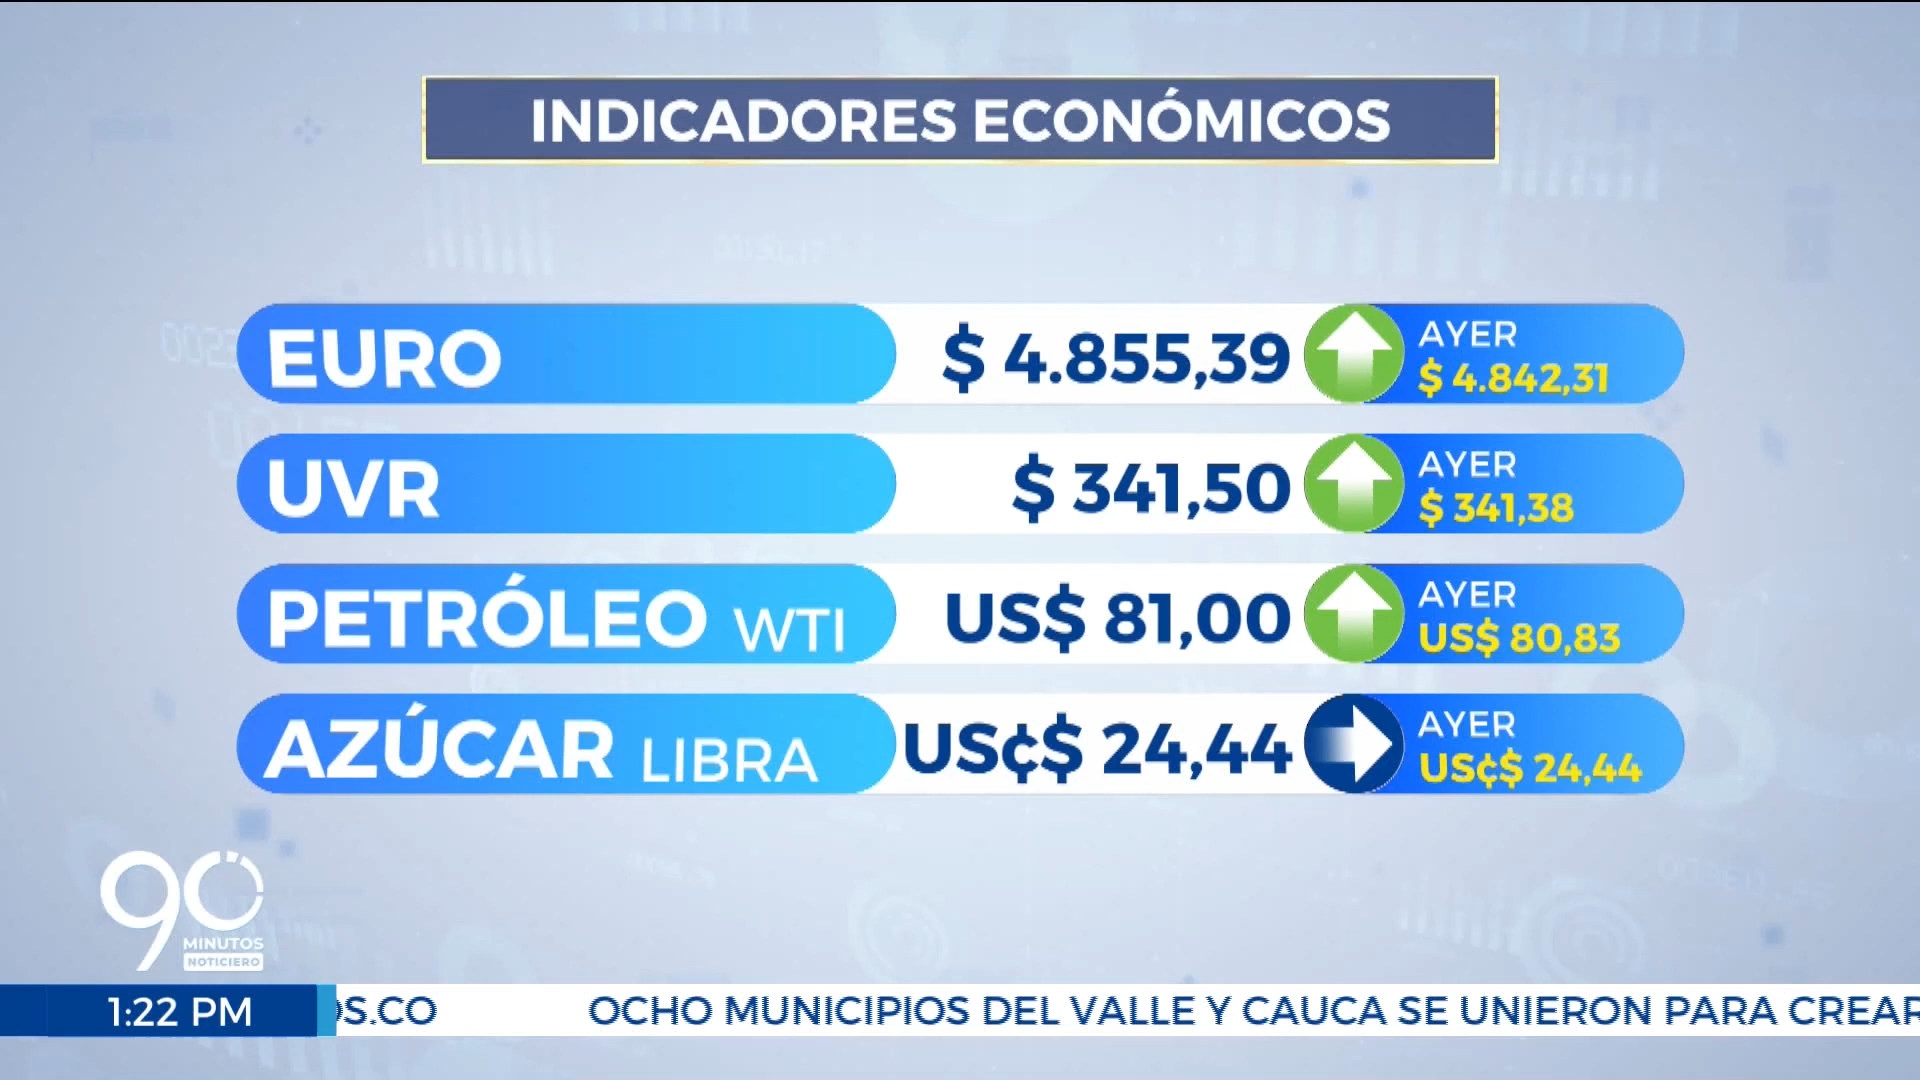 INDICADORES ECONÓMICOS
EURO $ 4.855,39 AYER $ 4.842,31
UVR $ 341,50 AYER $ 341,38
PETRÓLEO WTI US$ 81,00 AYER US$ 80,83
AZÚCAR LIBRA US¢$ 24,44 AYER US¢$ 24,44
90
MINUTOS
NOTICIERO
1:22 PM OS.CO OCHO MUNICIPIOS DEL VALLE Y CAUCA SE UNIERON PARA CREAR